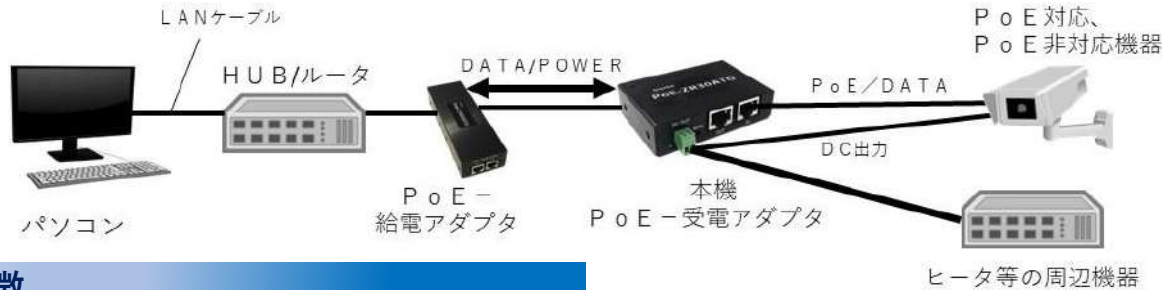 LANケーブル
PoE対応、
PoE非対応機器
HUB/ルータ
DATA/POWER
PoE-ZR30ATG
PoE/DATA
DC出力
パソコン
PoE－
給電アダプタ
本機
PoE－受電アダプタ
ヒータ等の周辺機器